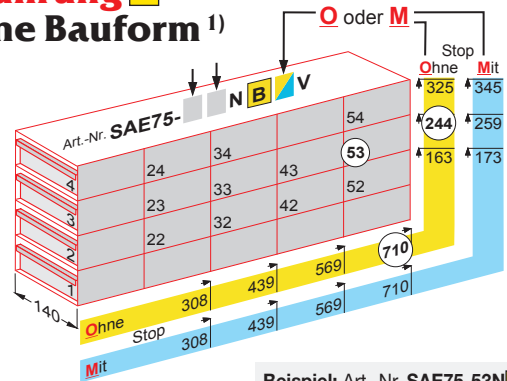 ne Bauform 1)
O oder M
Stop
Ohne Mit
Art.-Nr. SAE75- N B V
325 345
244 259
163 173
54
34 53
24 43
4 33 52
23 42
3 32
22
2
1
140
308 439 569 710
Ohne
Stop
308 439 569 710
Mit
Beispiel: Art.-Nr. SAE75-53N